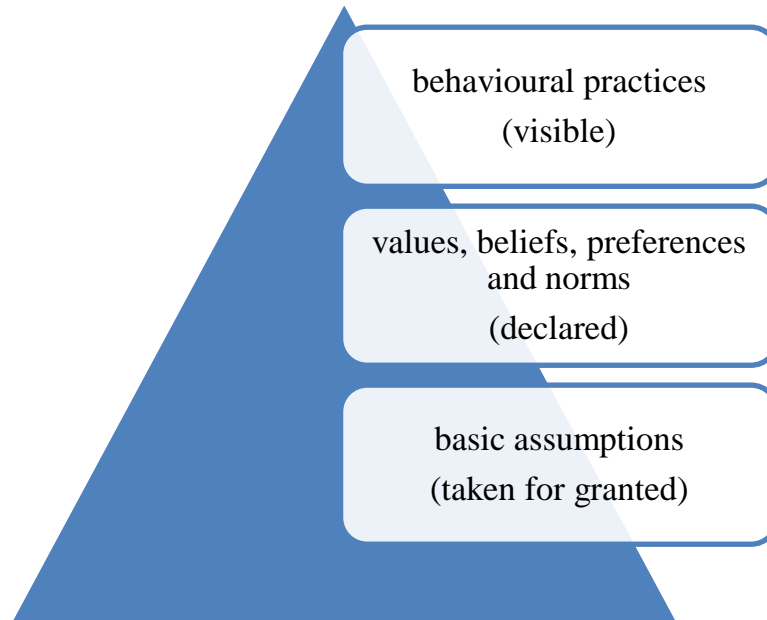 behavioural practices
(visible)
values, beliefs, preferences
and norms
(declared)
basic assumptions
(taken for granted)